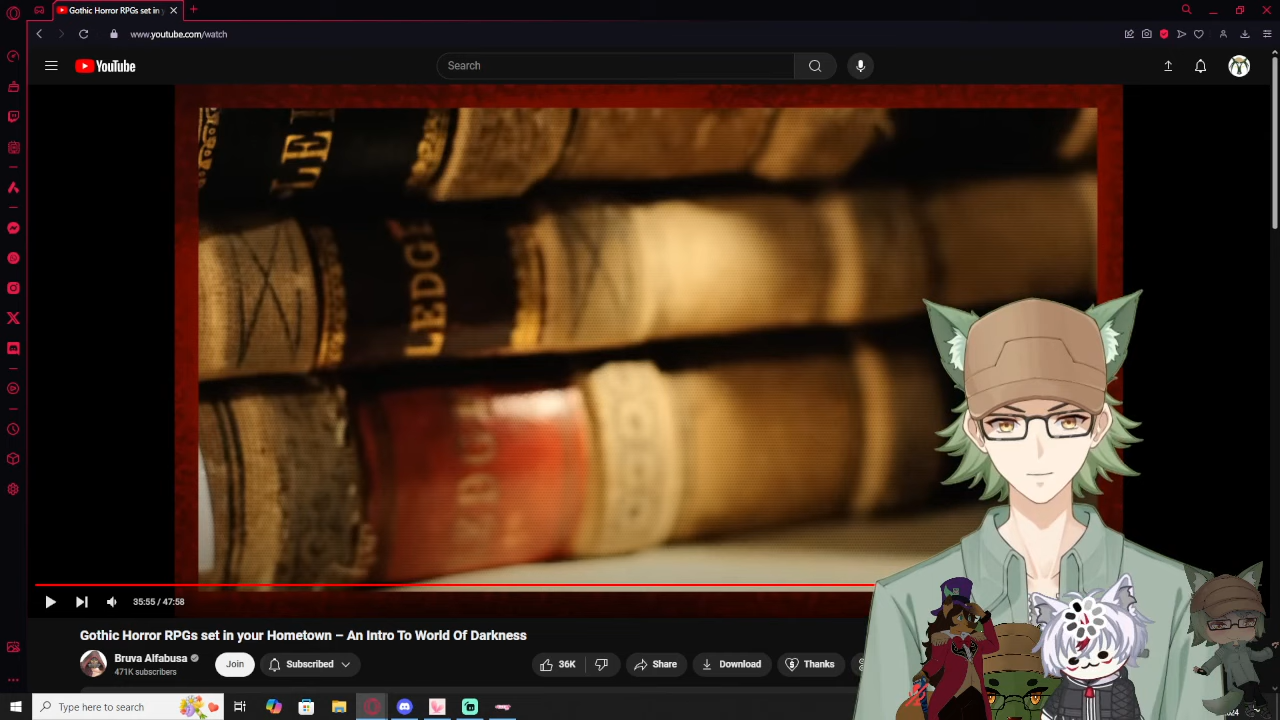 Gothic Horror RPGs set in y
www.youtube.com/watch
YouTube
Search
LE
LEDGE
35:55 / 47:58
Gothic Horror RPGs set in your Hometown – An Intro To World Of Darkness
Bruva Alfabusa
471K subscribers
Join
Subscribed
36K
Share
Download
Thanks
Type here to search